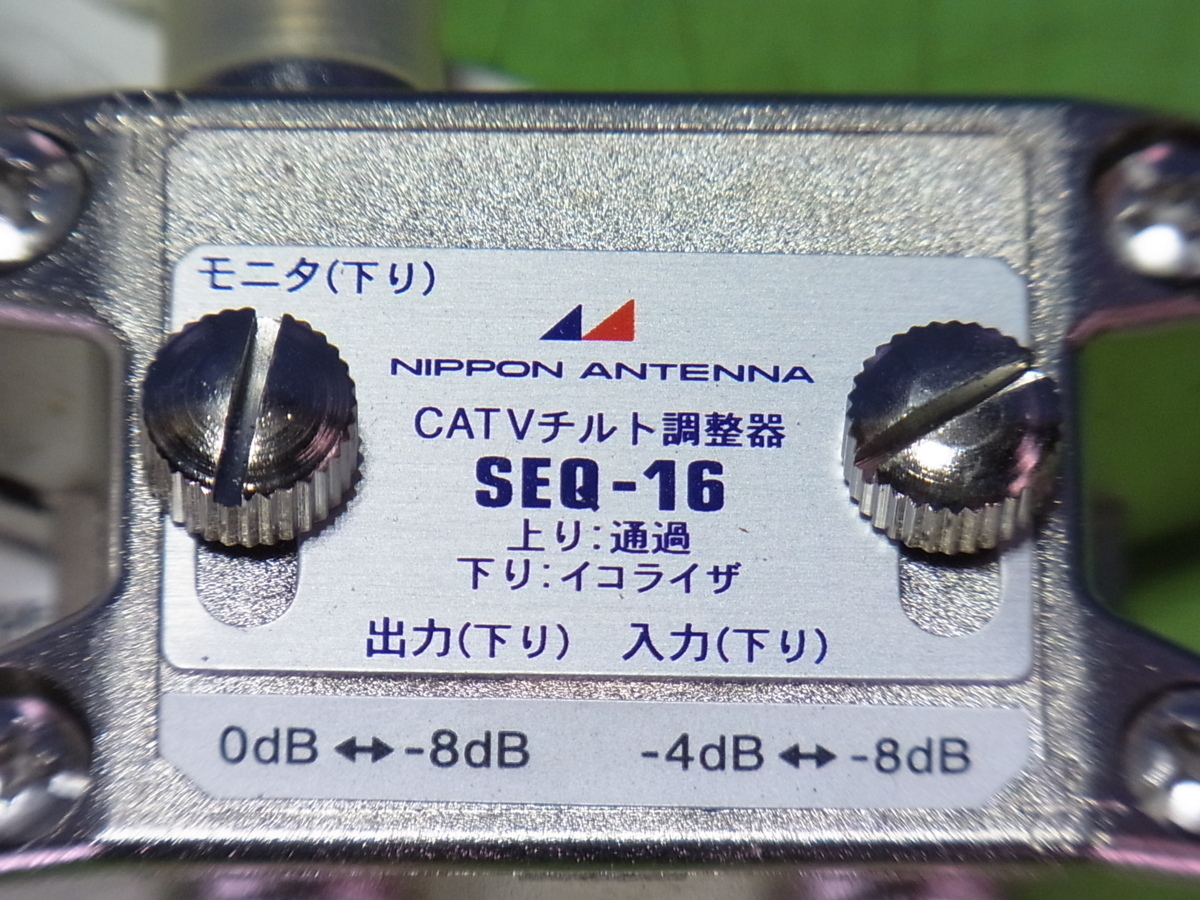 モニタ(下り)
NIPPON ANTENNA
CATVチルト調整器
SEQ-16
上り:通過
下り:イコライザ
出力(下り) 入力(下り)
0dB ↔ -8dB -4dB ↔ -8dB